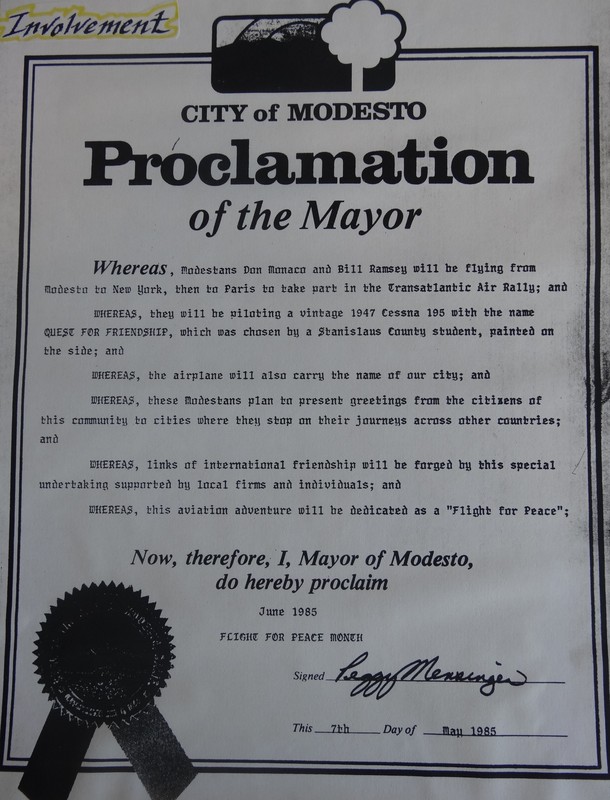 Involvement
CITY of MODESTO
Proclamation
of the Mayor
Whereas, Modestans Don Monaco and Bill Ramsey will be flying from
Modesto to New York, then to Paris to take part in the Transatlantic Air Rally; and
WHEREAS, they will be piloting a vintage 1947 Cessna 195 with the name
QUEST FOR FRIENDSHIP, which was chosen by a Stanislaus County student, painted on
the side; and
WHEREAS, the airplane will also carry the name of our city; and
WHEREAS, these Modestans plan to present greetings from the citizens of
this community to cities where they stop on their journeys across other countries;
and
WHEREAS, links of international friendship will be forged by this special
undertaking supported by local firms and individuals; and
WHEREAS, this aviation adventure will be dedicated as a "Flight for Peace";
Now, therefore, I, Mayor of Modesto,
do hereby proclaim
June 1985
FLIGHT FOR PEACE MONTH
Signed Peggy Mensinger
This 7th Day of May 1985